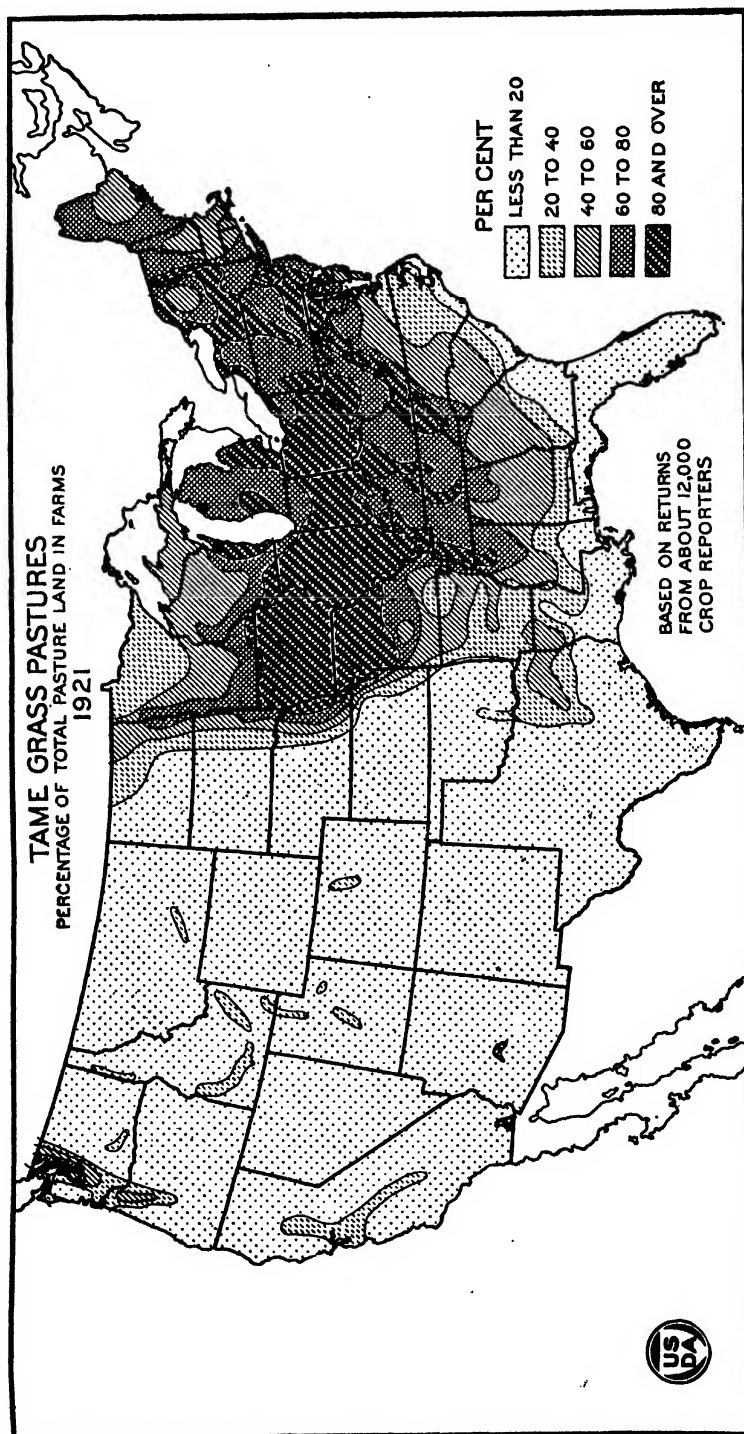 TAME GRASS PASTURES
PERCENTAGE OF TOTAL PASTURE LAND IN FARMS
1921
PER CENT
LESS THAN 20
20 TO 40
40 TO 60
60 TO 80
80 AND OVER
BASED ON RETURNS
FROM ABOUT 12,000
CROP REPORTERS
US
DA